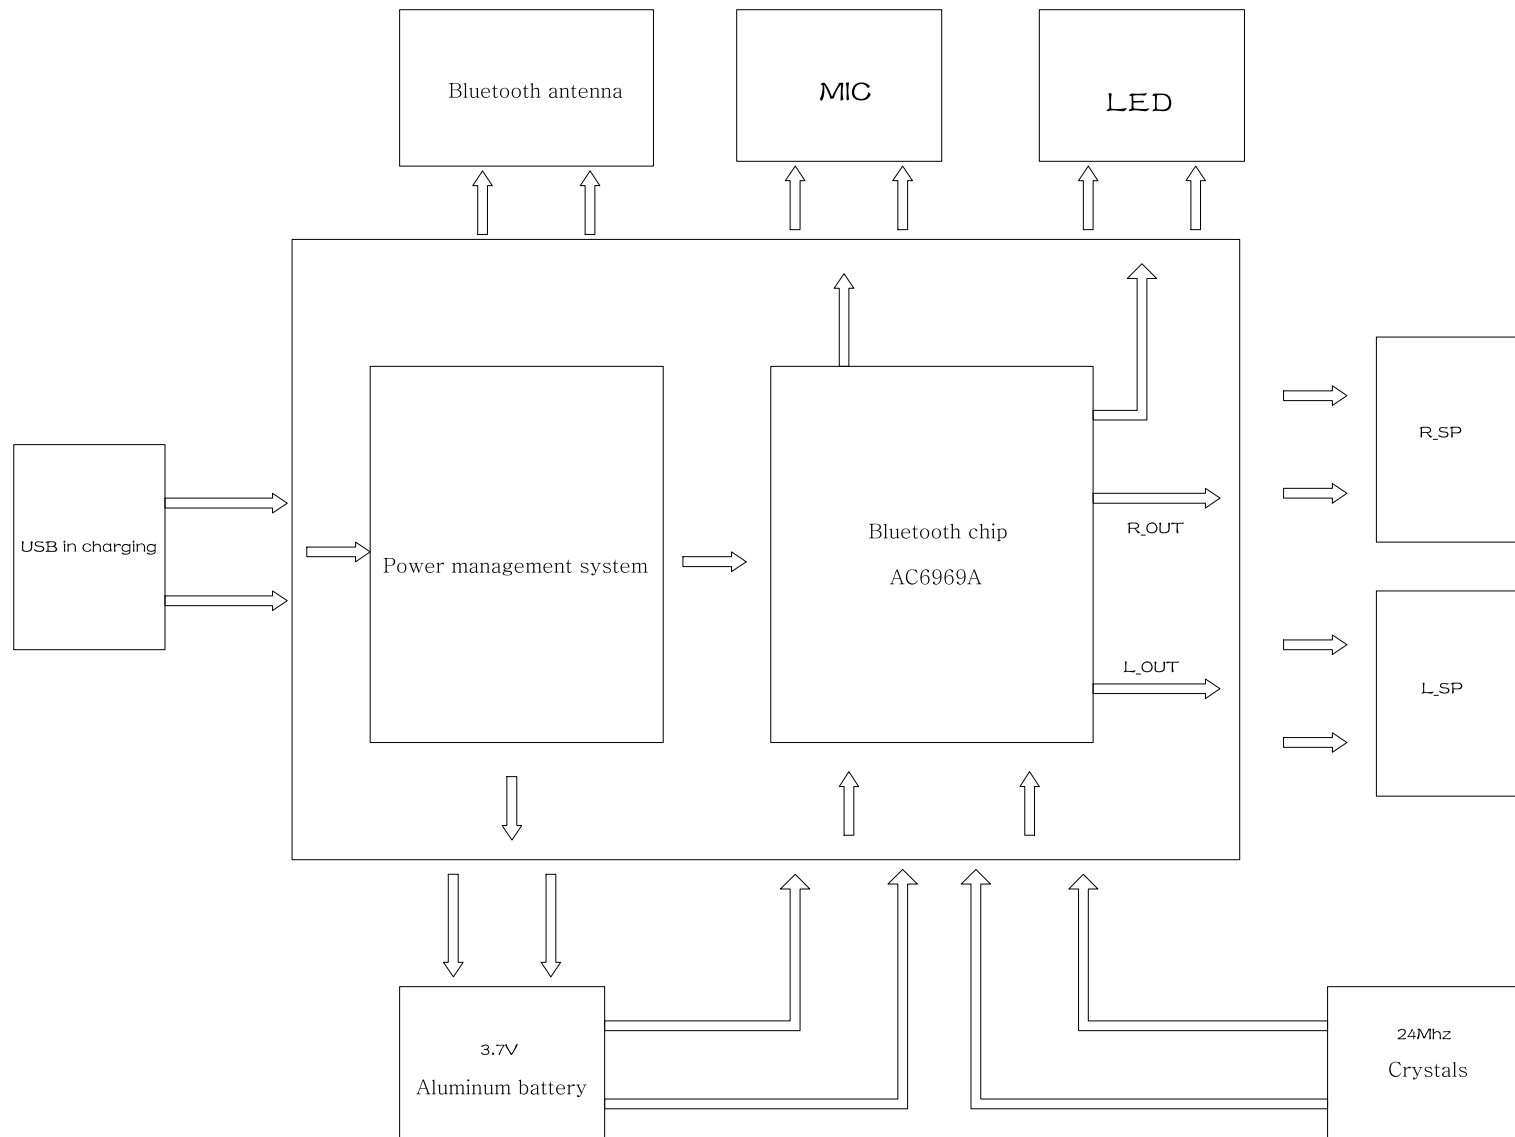 Bluetooth antenna
MIC
LED
R_SP
USB in charging
Power management system
Bluetooth chip
AC6969A
R_OUT
L_OUT
L_SP
3.7V
Aluminum battery
24Mhz
Crystals